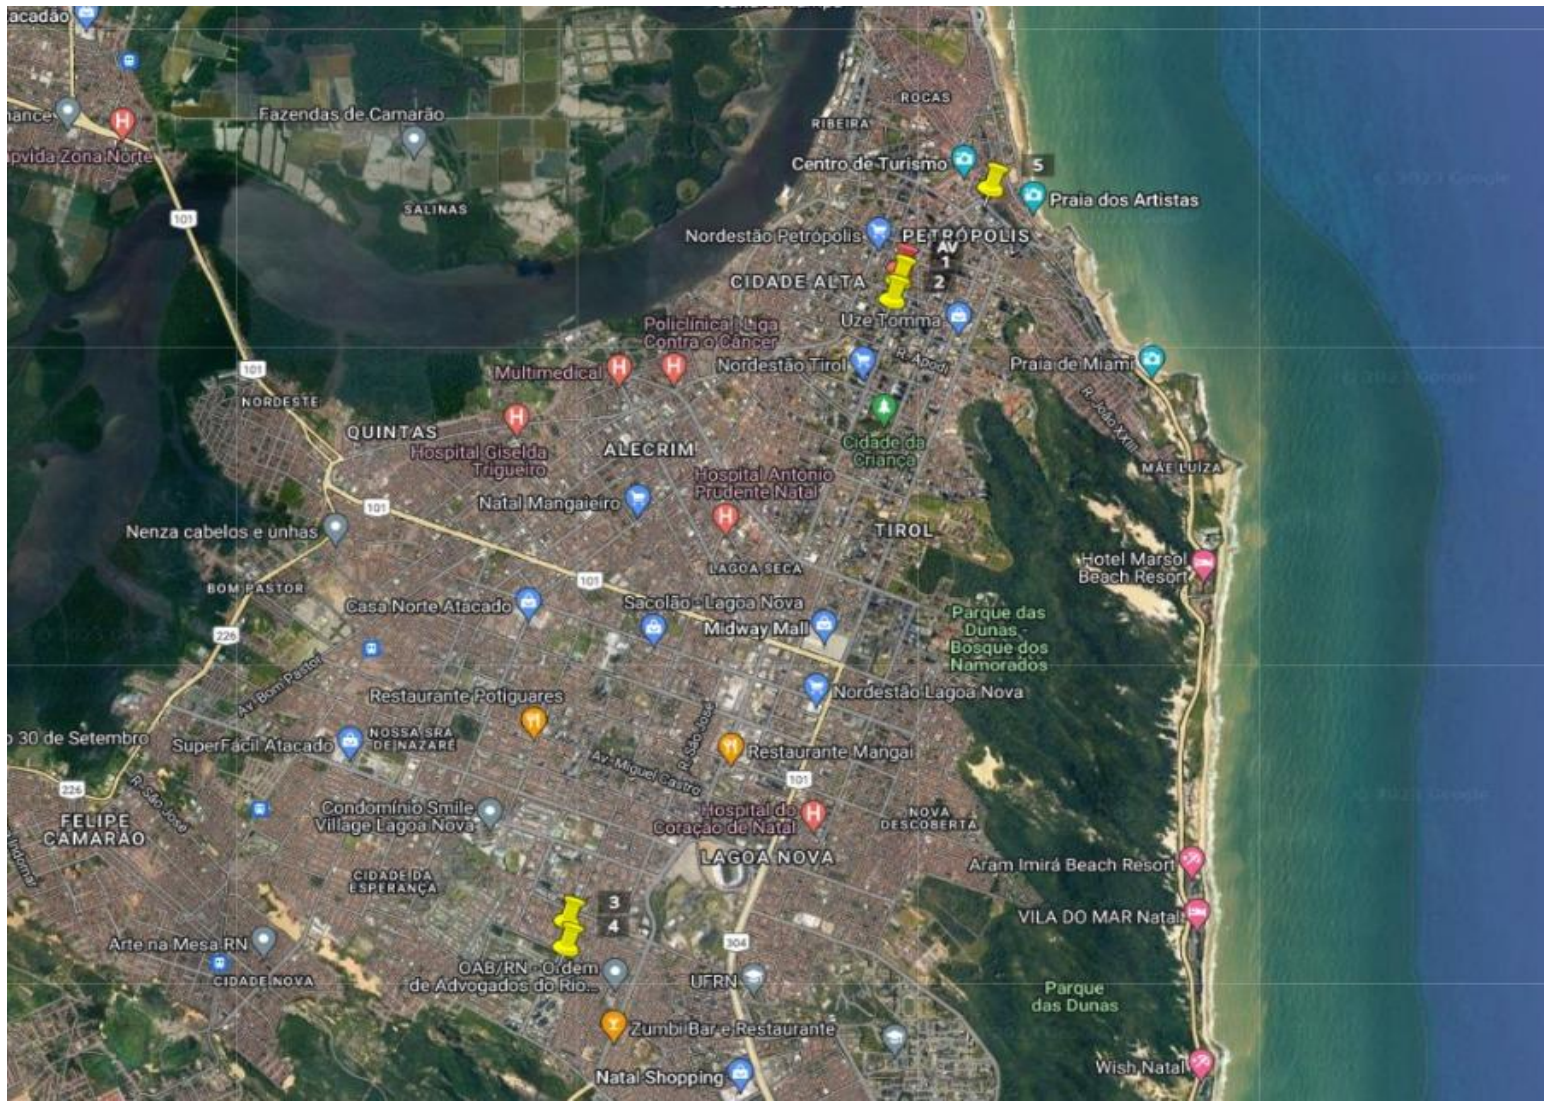 acadão
Fazendas de Camarão
ROCAS
RIBEIRA
Centro de Turismo
5
Praia dos Artistas
101
SALINAS
Nordestão Petrópolis
PETRÓPOLIS
AV
1
2
CIDADE ALTA
Uze Tomma
Policlínica | Liga
Contra o Câncer
Multimedical
Nordestão Tirol
R. Apodi
Praia de Miami
R. João XXIII
101
NORDESTE
QUINTAS
Hospital Giselda
Trigueiro
ALECRIM
Cidade da
Criança
MÃE LUÍZA
Hospital Antônio
Prudente Natal
Natal Mangaieiro
101
Nenza cabelos e unhas
TIROL
LAGOA SECA
Hotel Marsol
Beach Resort
BOM PASTOR
101
Casa Norte Atacado
Sacolão - Lagoa Nova
Midway Mall
Parque das
Dunas -
Bosque dos
Namorados
226
Av. Bom Pastor
Restaurante Potiguares
Nordestão Lagoa Nova
R. São José
30 de Setembro
SuperFácil Atacado
NOSSA SRA
DE NAZARÉ
Restaurante Mangai
Av. Miguel Castro
101
226
R. São José
FELIPE
CAMARÃO
Condomínio Smile
Village Lagoa Nova
Hospital do
Coração de Natal
NOVA
DESCOBERTA
LAGOA NOVA
Aram Imirá Beach Resort
CIDADE DA
ESPERANÇA
3
4
VILA DO MAR Natal
304
Arte na Mesa RN
CIDADE NOVA
OAB/RN - Ordem
de Advogados do Rio...
UFRN
Parque
das Dunas
Zumbi Bar e Restaurante
Natal Shopping
Wish Natal
H
pvida Zona Norte